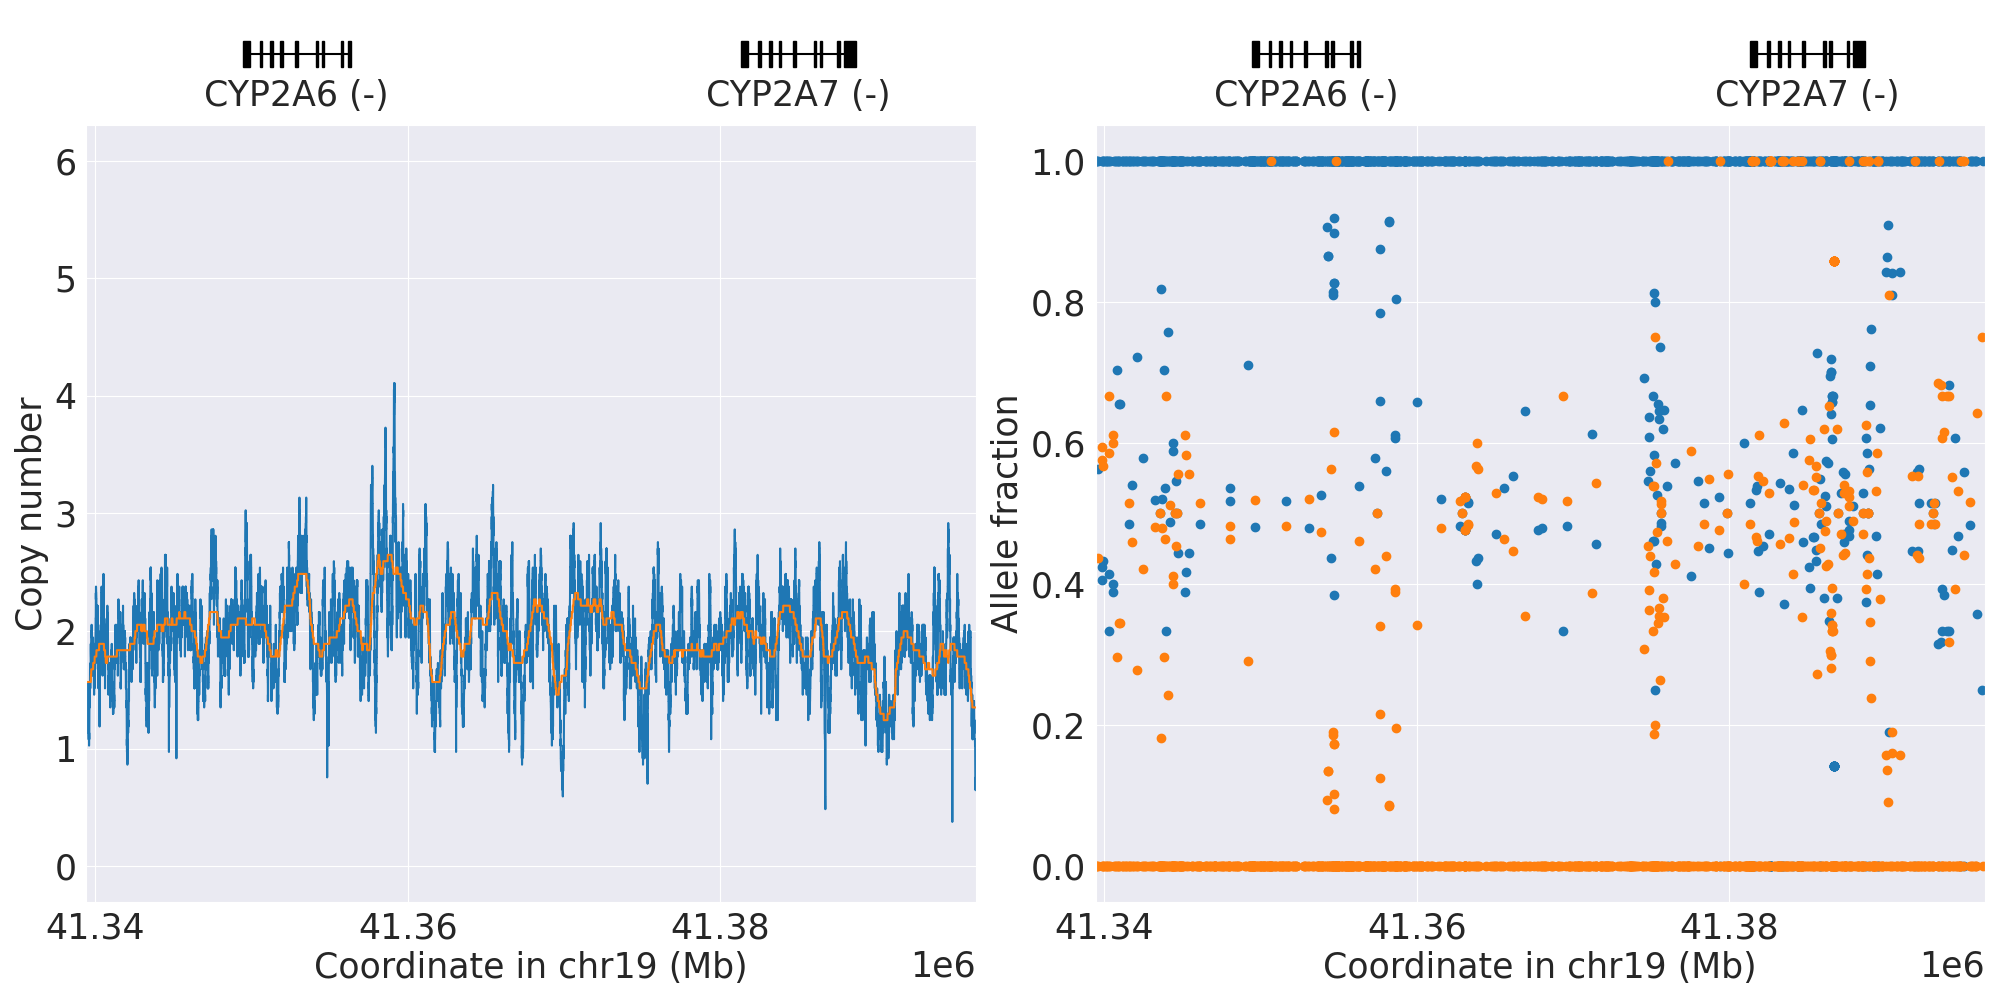 CYP2A6 (-)
CYP2A7 (-)
CYP2A6 (-)
CYP2A7 (-)
6
5
4
3
2
1
0
Copy number
41.34
41.36
41.38
Coordinate in chr19 (Mb)
1e6
1.0
0.8
0.6
0.4
0.2
0.0
Allele fraction
41.34
41.36
41.38
Coordinate in chr19 (Mb)
1e6